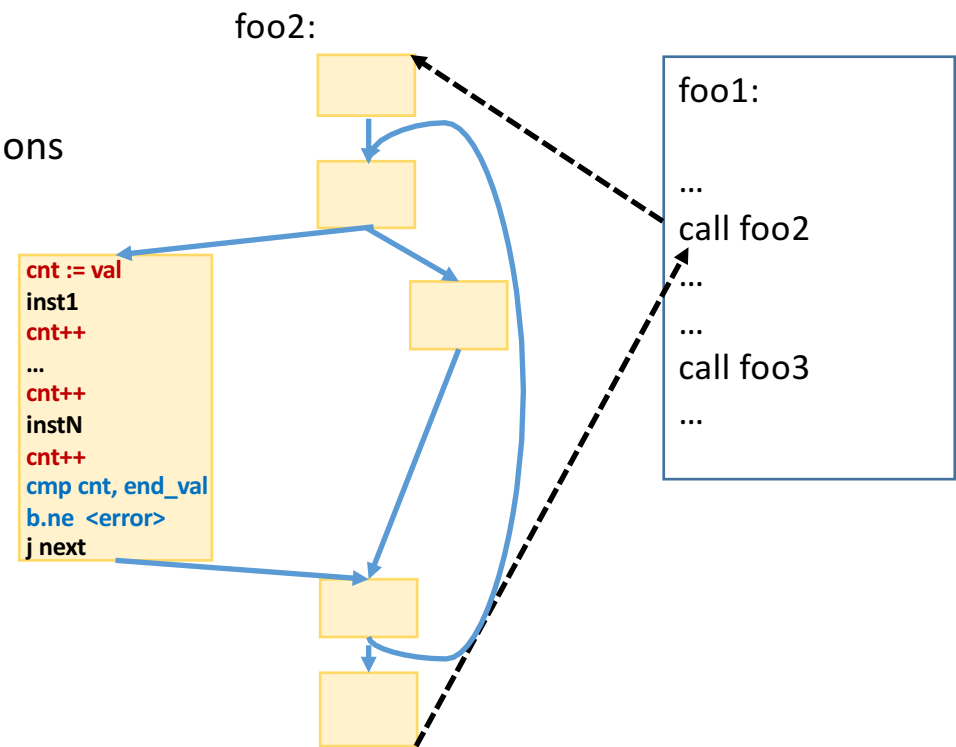 foo2:
ons
cnt := val
inst1
cnt++
...
cnt++
instN
cnt++
cmp cnt, end_val
b.ne <error>
j next
foo1:
...
call foo2
...
...
call foo3
...